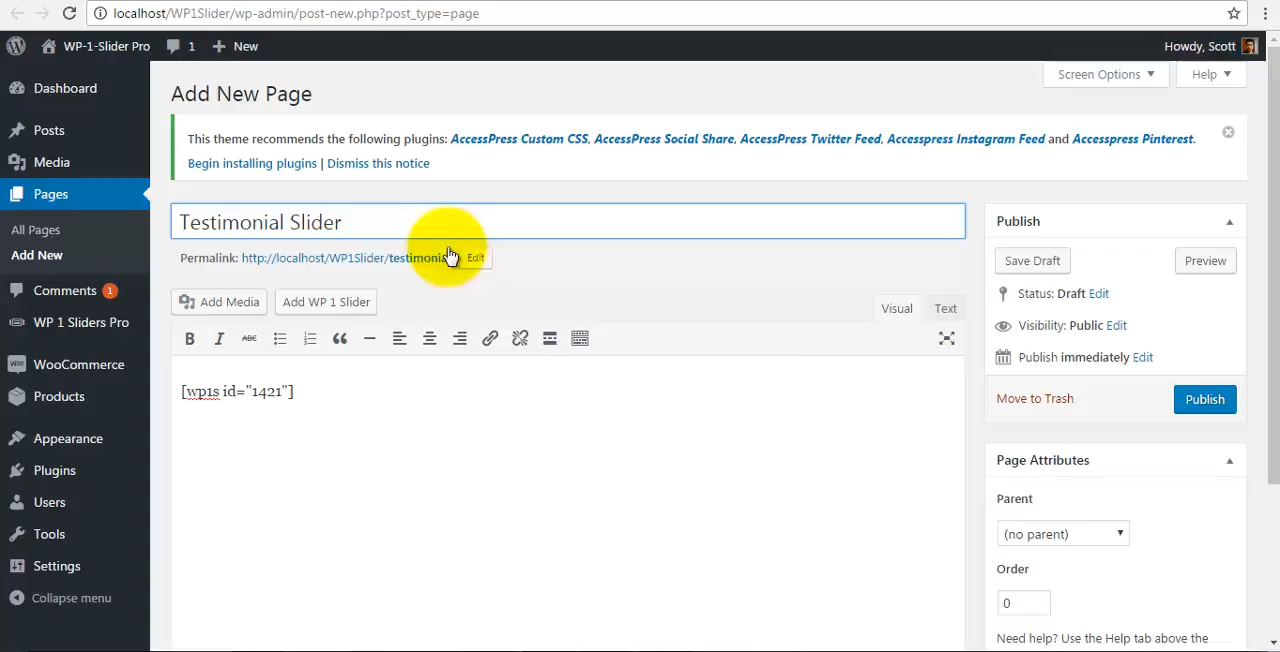 localhost/WP1Slider/wp-admin/post-new.php?post_type=page
WP-1-Slider Pro 1 New Howdy, Scott
Screen Options Help
Dashboard
Posts
Media
Pages
All Pages
Add New
Comments 1
WP 1 Sliders Pro
WooCommerce
Products
Appearance
Plugins
Users
Tools
Settings
Collapse menu
Add New Page
This theme recommends the following plugins: AccessPress Custom CSS, AccessPress Social Share, AccessPress Twitter Feed, Accesspress Instagram Feed and Accesspress Pinterest.
Begin installing plugins | Dismiss this notice
Testimonial Slider
Permalink: http://localhost/WP1Slider/ Edit
Add Media Add WP 1 Slider
Visual Text
ABC
[wp1s id="1421"]
Publish
Save Draft Preview
Status: Draft Edit
Visibility: Public Edit
Publish immediately Edit
Move to Trash Publish
Page Attributes
Parent
(no parent)
Order
0
Need help? Use the Help tab above the